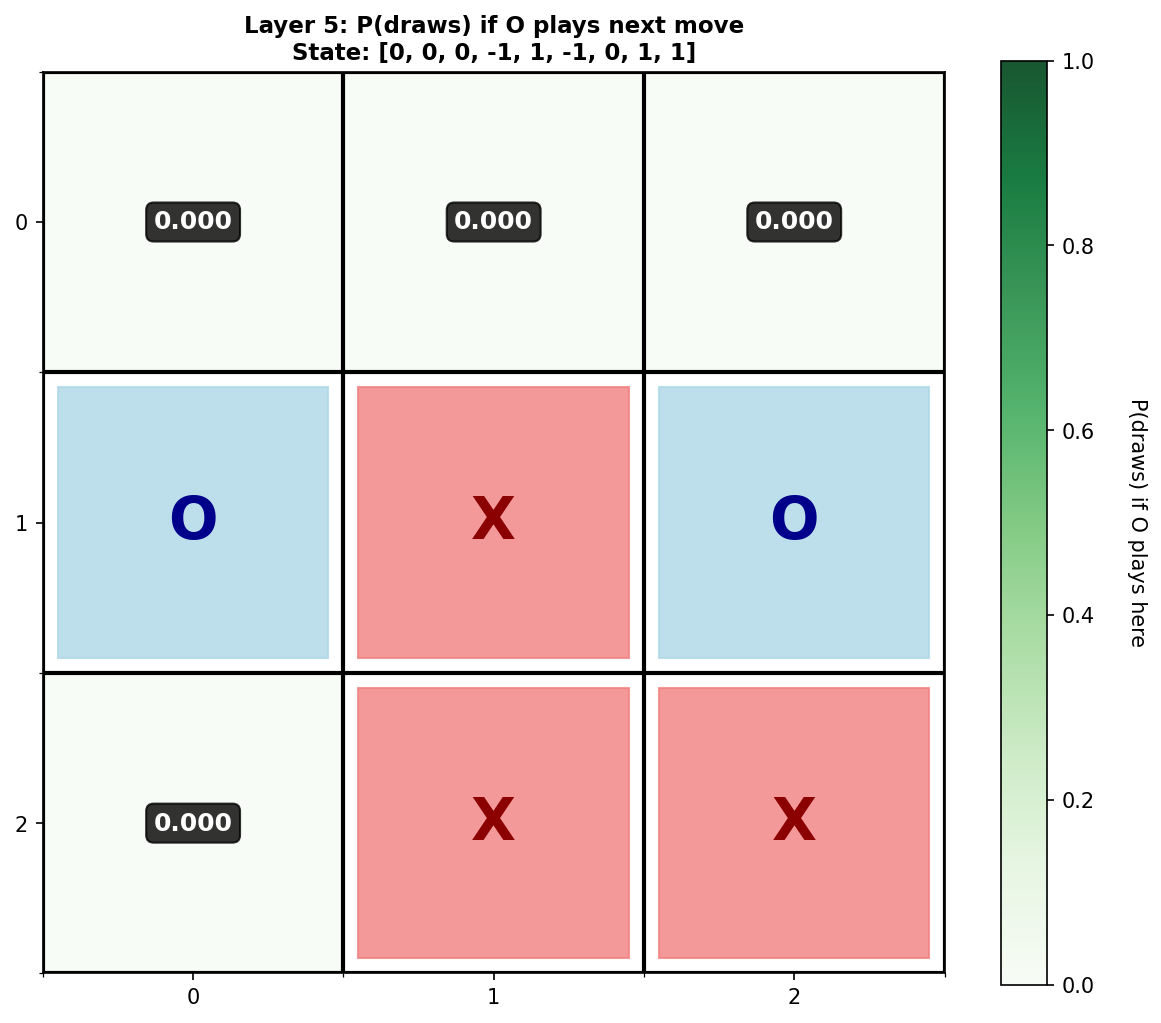 Layer 5: P(draws) if O plays next move
State: [0, 0, 0, -1, 1, -1, 0, 1, 1]
0
0.000
0.000
0.000
1
O
X
O
2
0.000
X
X
0
1
2
1.0
0.8
0.6
0.4
0.2
0.0
P(draws) if O plays here